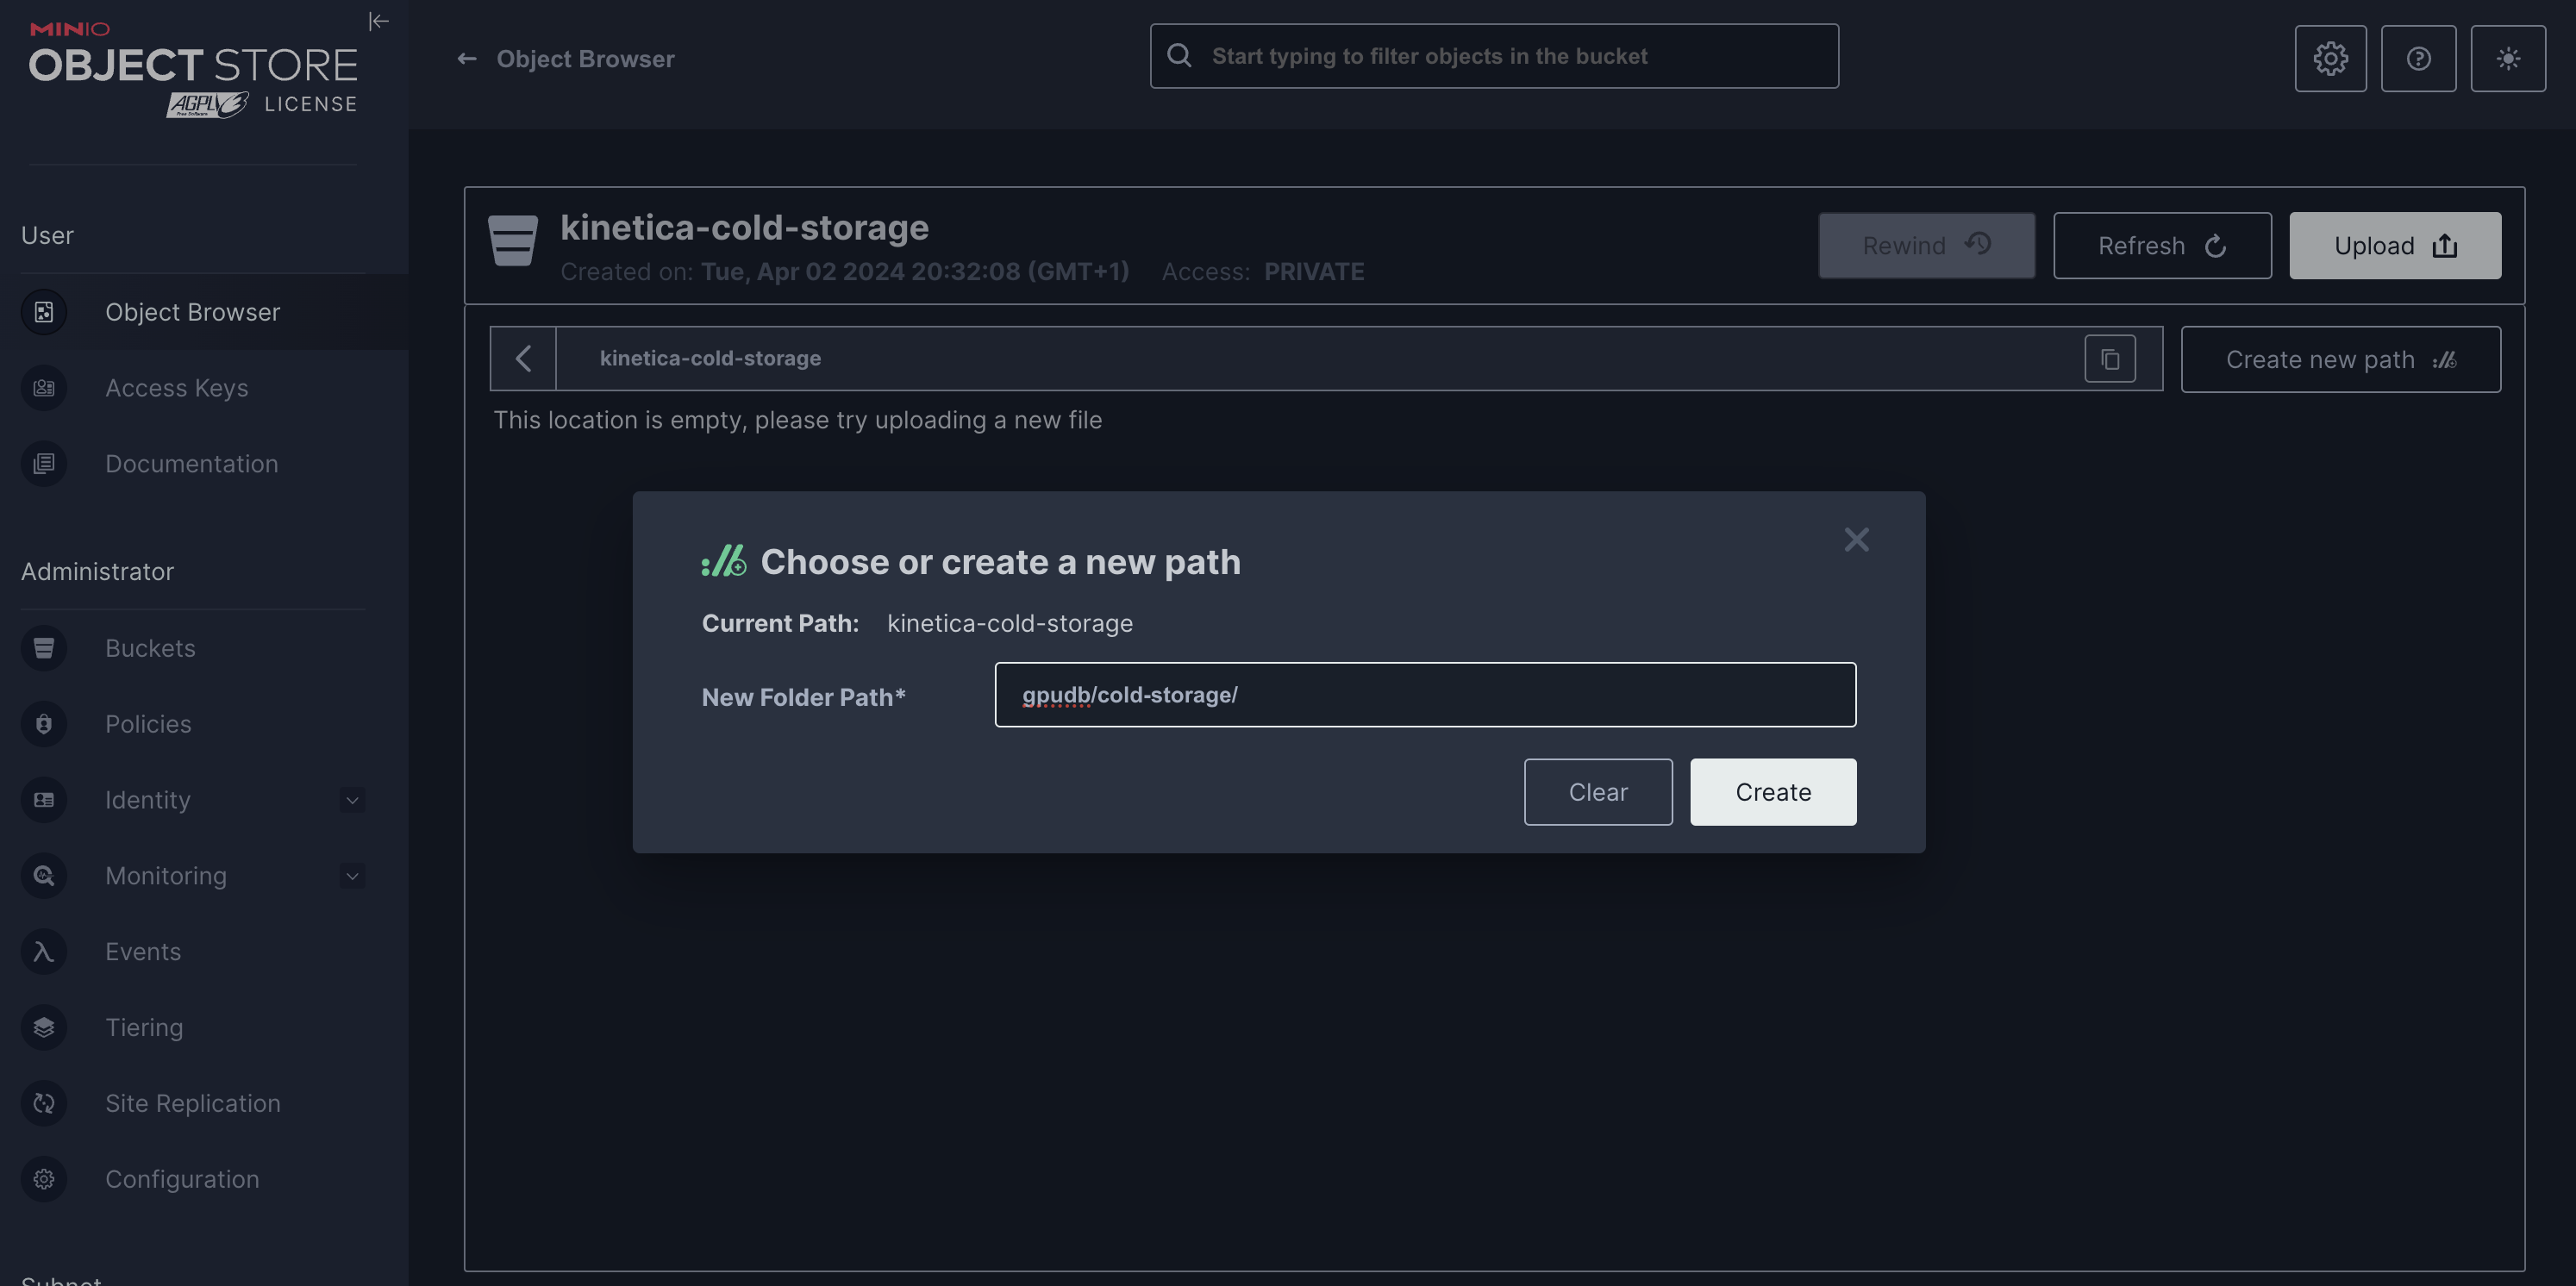 MINIO
OBJECT STORE
AGPLv3 LICENSE
Free Software
User
Object Browser
Access Keys
Documentation
Administrator
Buckets
Policies
Identity
Monitoring
Events
Tiering
Site Replication
Configuration
Subnet
Object Browser
Start typing to filter objects in the bucket
kinetica-cold-storage
Created on: Tue, Apr 02 2024 20:32:08 (GMT+1) Access: PRIVATE
Rewind
Refresh
Upload
kinetica-cold-storage
Create new path
This location is empty, please try uploading a new file
Choose or create a new path
Current Path: kinetica-cold-storage
New Folder Path* gpudb/cold-storage/
Clear
Create